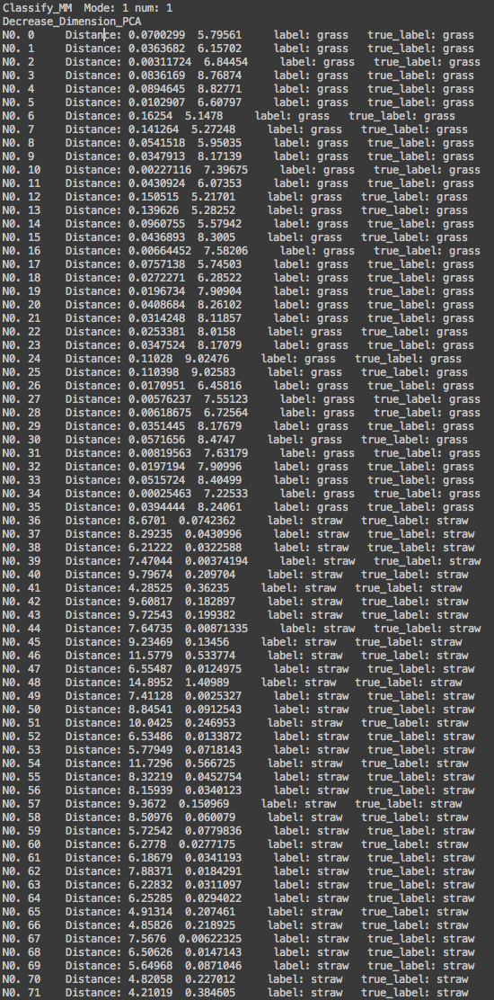 Classify_MM  Mode: 1 num: 1
Decrease_Dimension_PCA
N0. 0     Distance: 0.0700299  5.79561     label: grass   true_label: grass
N0. 1     Distance: 0.0363682  6.15702     label: grass   true_label: grass
N0. 2     Distance: 0.00311724  6.84454     label: grass   true_label: grass
N0. 3     Distance: 0.0836169  8.76874     label: grass   true_label: grass
N0. 4     Distance: 0.0894645  8.82771     label: grass   true_label: grass
N0. 5     Distance: 0.0102907  6.60797     label: grass   true_label: grass
N0. 6     Distance: 0.16254  5.1478     label: grass   true_label: grass
N0. 7     Distance: 0.141264  5.27248     label: grass   true_label: grass
N0. 8     Distance: 0.0541518  5.95035     label: grass   true_label: grass
N0. 9     Distance: 0.0347913  8.17139     label: grass   true_label: grass
N0. 10    Distance: 0.00227116  7.39675     label: grass   true_label: grass
N0. 11    Distance: 0.0430924  6.07353     label: grass   true_label: grass
N0. 12    Distance: 0.150515  5.21701     label: grass   true_label: grass
N0. 13    Distance: 0.139626  5.28252     label: grass   true_label: grass
N0. 14    Distance: 0.0960755  5.57942     label: grass   true_label: grass
N0. 15    Distance: 0.0436893  8.3005     label: grass   true_label: grass
N0. 16    Distance: 0.00664452  7.58206     label: grass   true_label: grass
N0. 17    Distance: 0.0757138  5.74503     label: grass   true_label: grass
N0. 18    Distance: 0.0272271  6.28522     label: grass   true_label: grass
N0. 19    Distance: 0.0196734  7.90904     label: grass   true_label: grass
N0. 20    Distance: 0.0408684  8.26102     label: grass   true_label: grass
N0. 21    Distance: 0.0314248  8.11857     label: grass   true_label: grass
N0. 22    Distance: 0.0253381  8.0158     label: grass   true_label: grass
N0. 23    Distance: 0.0347524  8.17079     label: grass   true_label: grass
N0. 24    Distance: 0.11028  9.02476     label: grass   true_label: grass
N0. 25    Distance: 0.110398  9.02583     label: grass   true_label: grass
N0. 26    Distance: 0.0170951  6.45816     label: grass   true_label: grass
N0. 27    Distance: 0.00576237  7.55123     label: grass   true_label: grass
N0. 28    Distance: 0.00618675  6.72564     label: grass   true_label: grass
N0. 29    Distance: 0.0351445  8.17679     label: grass   true_label: grass
N0. 30    Distance: 0.0571656  8.4747     label: grass   true_label: grass
N0. 31    Distance: 0.00819563  7.63179     label: grass   true_label: grass
N0. 32    Distance: 0.0197194  7.90996     label: grass   true_label: grass
N0. 33    Distance: 0.0515724  8.40499     label: grass   true_label: grass
N0. 34    Distance: 0.00025463  7.22533     label: grass   true_label: grass
N0. 35    Distance: 0.0394444  8.24061     label: grass   true_label: grass
N0. 36    Distance: 8.6701  0.0742362     label: straw   true_label: straw
N0. 37    Distance: 8.29235  0.0430996     label: straw   true_label: straw
N0. 38    Distance: 6.21222  0.0322588     label: straw   true_label: straw
N0. 39    Distance: 7.47044  0.00374194     label: straw   true_label: straw
N0. 40    Distance: 9.79674  0.209704     label: straw   true_label: straw
N0. 41    Distance: 4.28525  0.36235     label: straw   true_label: straw
N0. 42    Distance: 9.60817  0.182897     label: straw   true_label: straw
N0. 43    Distance: 9.72543  0.199382     label: straw   true_label: straw
N0. 44    Distance: 7.64735  0.00871335     label: straw   true_label: straw
N0. 45    Distance: 9.23469  0.13456     label: straw   true_label: straw
N0. 46    Distance: 11.5779  0.533774     label: straw   true_label: straw
N0. 47    Distance: 6.55487  0.0124975     label: straw   true_label: straw
N0. 48    Distance: 14.8952  1.40989     label: straw   true_label: straw
N0. 49    Distance: 7.41128  0.0025327     label: straw   true_label: straw
N0. 50    Distance: 8.84541  0.0912543     label: straw   true_label: straw
N0. 51    Distance: 10.0425  0.246953     label: straw   true_label: straw
N0. 52    Distance: 6.53486  0.0133872     label: straw   true_label: straw
N0. 53    Distance: 5.77949  0.0718143     label: straw   true_label: straw
N0. 54    Distance: 11.7296  0.566725     label: straw   true_label: straw
N0. 55    Distance: 8.32219  0.0452754     label: straw   true_label: straw
N0. 56    Distance: 8.15939  0.0340123     label: straw   true_label: straw
N0. 57    Distance: 9.3672  0.150969     label: straw   true_label: straw
N0. 58    Distance: 8.50976  0.060079     label: straw   true_label: straw
N0. 59    Distance: 5.72542  0.0779836     label: straw   true_label: straw
N0. 60    Distance: 6.2778  0.0277175     label: straw   true_label: straw
N0. 61    Distance: 6.18679  0.0341193     label: straw   true_label: straw
N0. 62    Distance: 7.88371  0.0184291     label: straw   true_label: straw
N0. 63    Distance: 6.22832  0.0311097     label: straw   true_label: straw
N0. 64    Distance: 6.25285  0.0294022     label: straw   true_label: straw
N0. 65    Distance: 4.91314  0.207461     label: straw   true_label: straw
N0. 66    Distance: 4.85826  0.218925     label: straw   true_label: straw
N0. 67    Distance: 7.5676  0.00622325     label: straw   true_label: straw
N0. 68    Distance: 6.50626  0.0147143     label: straw   true_label: straw
N0. 69    Distance: 5.64968  0.0871046     label: straw   true_label: straw
N0. 70    Distance: 4.82058  0.227012     label: straw   true_label: straw
N0. 71    Distance: 4.21019  0.384605     label: straw   true_label: straw